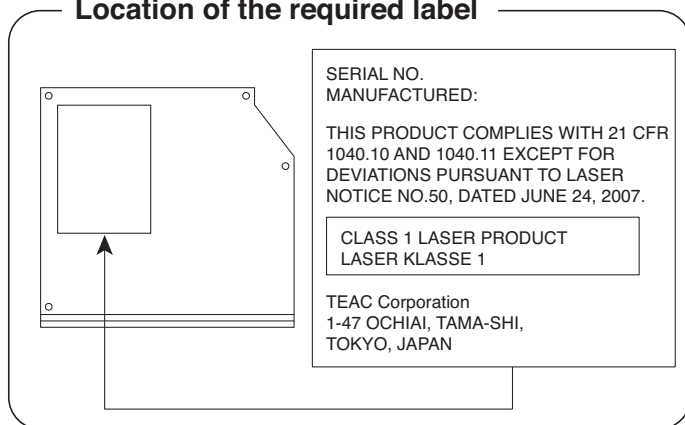 Location of the required label
SERIAL NO.
MANUFACTURED:
THIS PRODUCT COMPLIES WITH 21 CFR
1040.10 AND 1040.11 EXCEPT FOR
DEVIATIONS PURSUANT TO LASER
NOTICE NO.50, DATED JUNE 24, 2007.
CLASS 1 LASER PRODUCT
LASER KLASSE 1
TEAC Corporation
1-47 OCHIAI, TAMA-SHI,
TOKYO, JAPAN